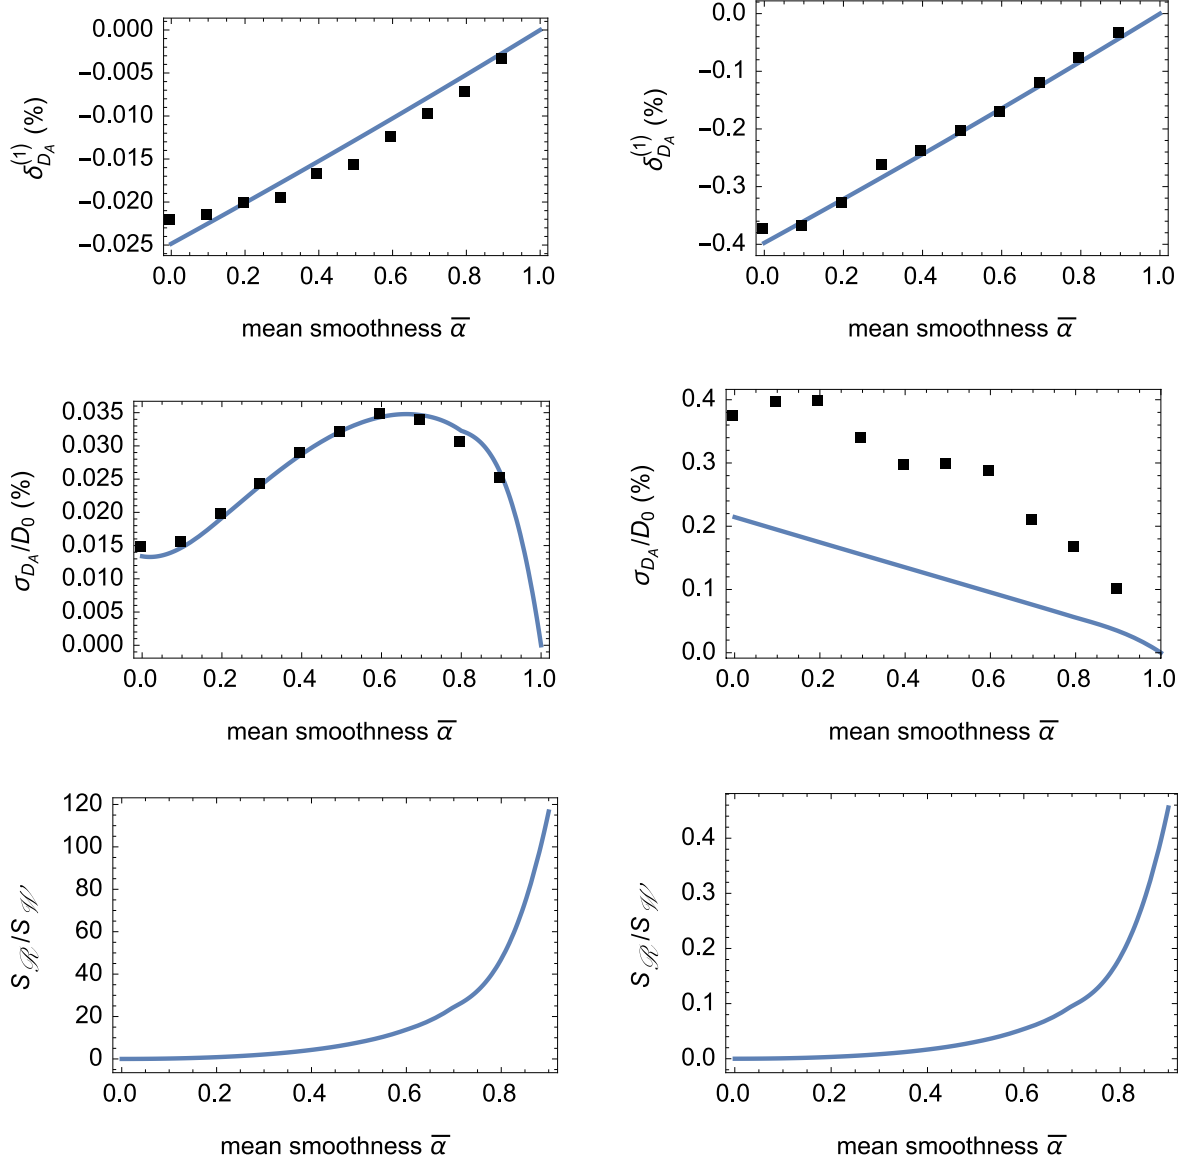 0.000
−0.005
−0.010
−0.015
−0.020
−0.025
δ_{D_A}^{(1)} (%)
0.0 0.2 0.4 0.6 0.8 1.0
mean smoothness α̅
0.0
−0.1
−0.2
−0.3
−0.4
δ_{D_A}^{(1)} (%)
0.0 0.2 0.4 0.6 0.8 1.0
mean smoothness α̅
0.035
0.030
0.025
0.020
0.015
0.010
0.005
0.000
σ_{D_A}/D_0 (%)
0.0 0.2 0.4 0.6 0.8 1.0
mean smoothness α̅
0.4
0.3
0.2
0.1
0.0
σ_{D_A}/D_0 (%)
0.0 0.2 0.4 0.6 0.8 1.0
mean smoothness α̅
120
100
80
60
40
20
0
S_ℛ/S_𝒲
0.0 0.2 0.4 0.6 0.8
mean smoothness α̅
0.4
0.3
0.2
0.1
0.0
S_ℛ/S_𝒲
0.0 0.2 0.4 0.6 0.8
mean smoothness α̅